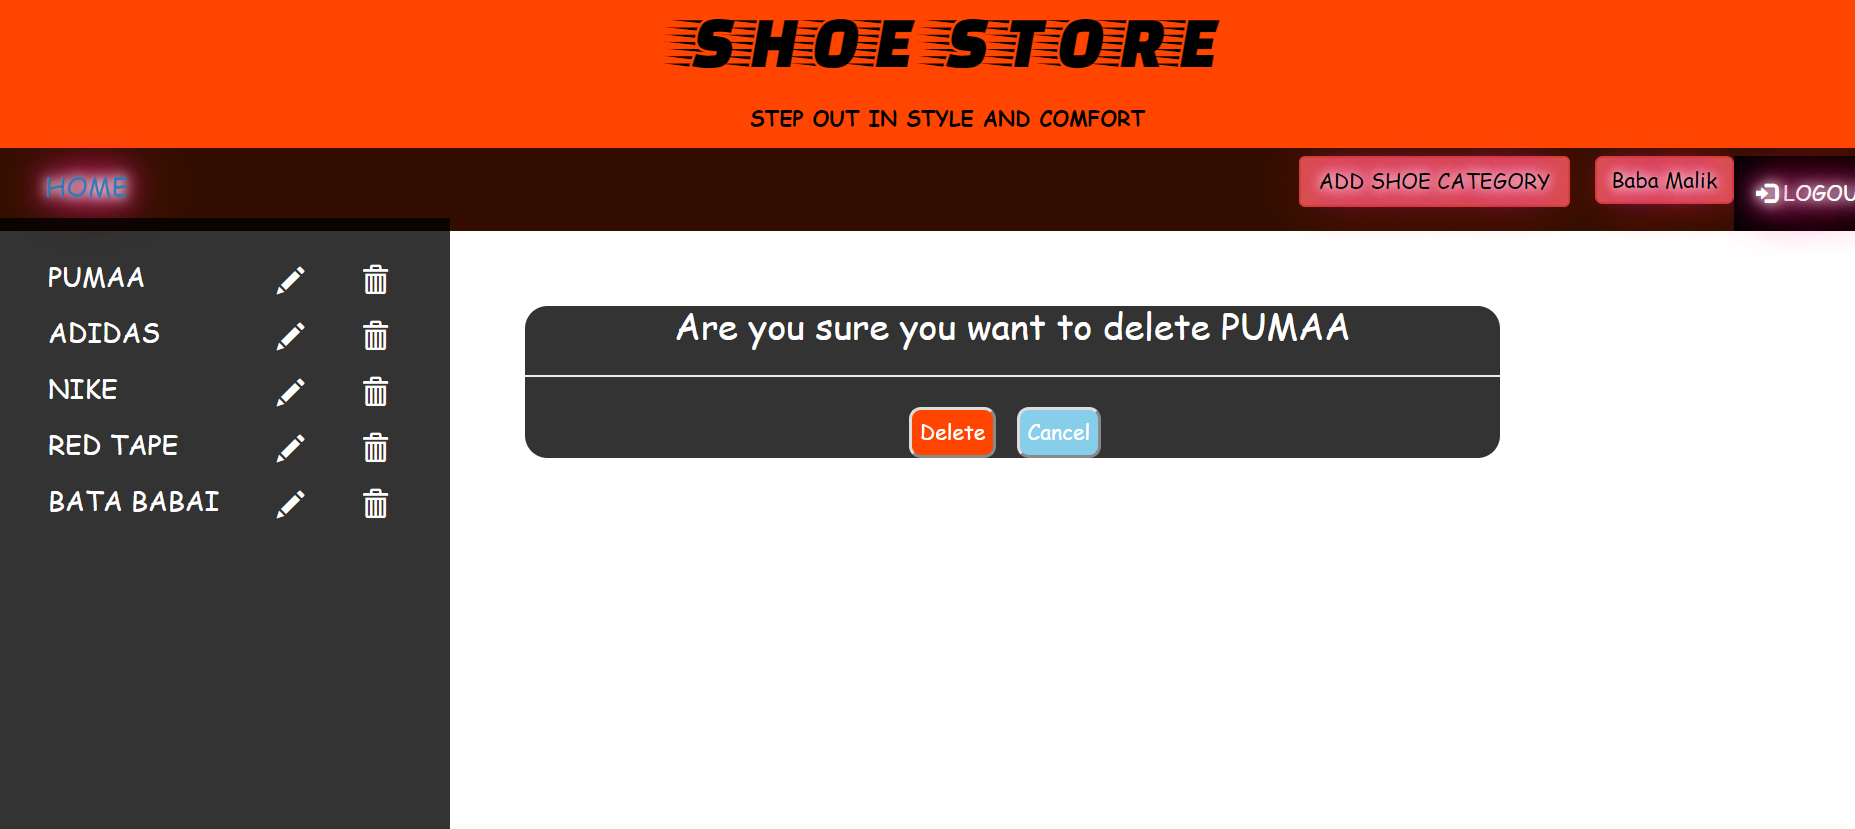 SHOE STORE
STEP OUT IN STYLE AND COMFORT
HOME
ADD SHOE CATEGORY
Baba Malik
LOGOU
PUMAA
ADIDAS
NIKE
RED TAPE
BATA BABAI
Are you sure you want to delete PUMAA
Delete
Cancel